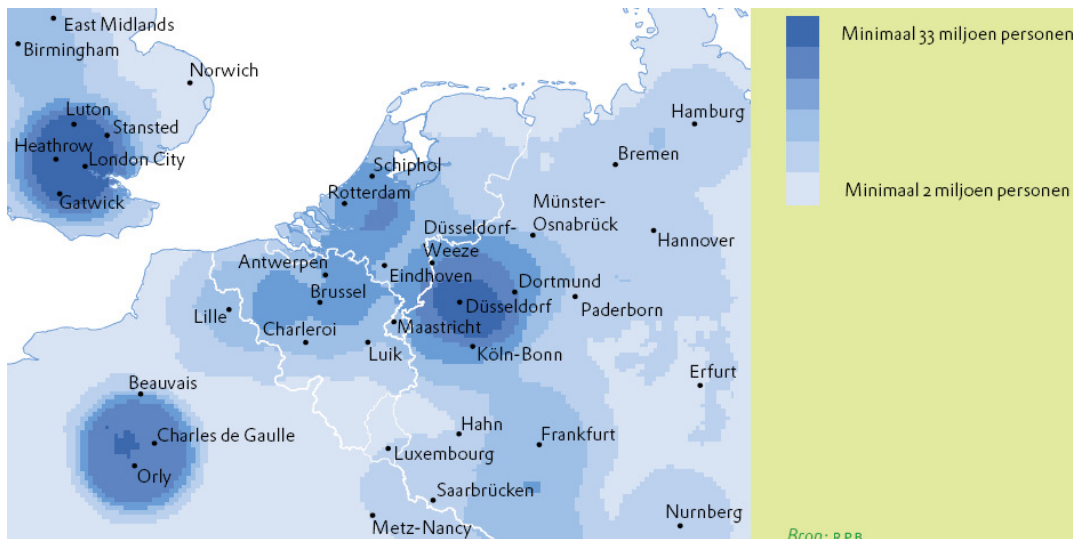 East Midlands
Birmingham
Norwich
Luton
Stansted
Heathrow
London City
Gatwick
Hamburg
Bremen
Schiphol
Rotterdam
Münster-
Osnabrück
Hannover
Düsseldorf-
Weeze
Antwerpen
Eindhoven
Brussel
Dortmund
Düsseldorf
Paderborn
Lille
Charleroi
Maastricht
Luik
Köln-Bonn
Erfurt
Beauvais
Charles de Gaulle
Orly
Hahn
Frankfurt
Luxembourg
Saarbrücken
Metz-Nancy
Nurnberg
Minimaal 33 miljoen personen
Minimaal 2 miljoen personen
Bron: RPB